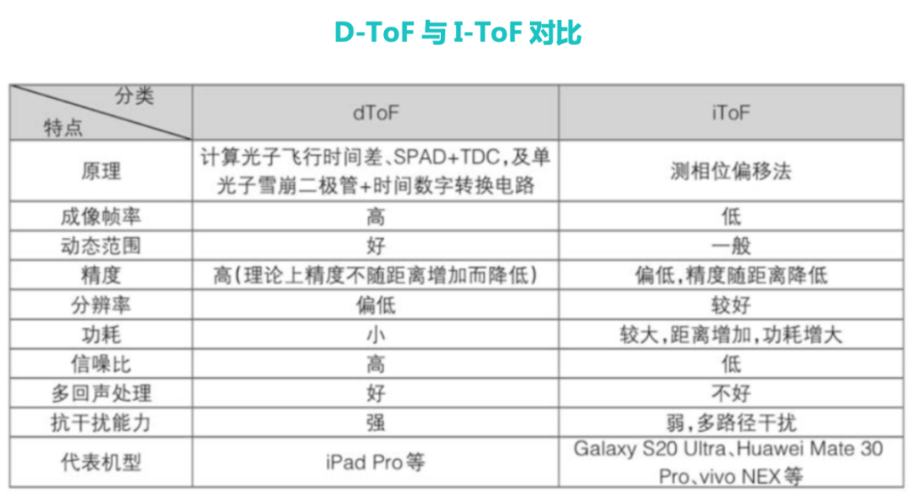 D-ToF 与 I-ToF 对比
分类
特点
dToF
iToF
原理
计算光子飞行时间差、SPAD+TDC,及单
光子雪崩二极管+时间数字转换电路
测相位偏移法
成像帧率
高
低
动态范围
好
一般
精度
高(理论上精度不随距离增加而降低)
偏低,精度随距离降低
分辨率
偏低
较好
功耗
小
较大,距离增加,功耗增大
信噪比
高
低
多回声处理
好
不好
抗干扰能力
强
弱,多路径干扰
代表机型
iPad Pro等
Galaxy S20 Ultra、Huawei Mate 30
Pro、vivo NEX等